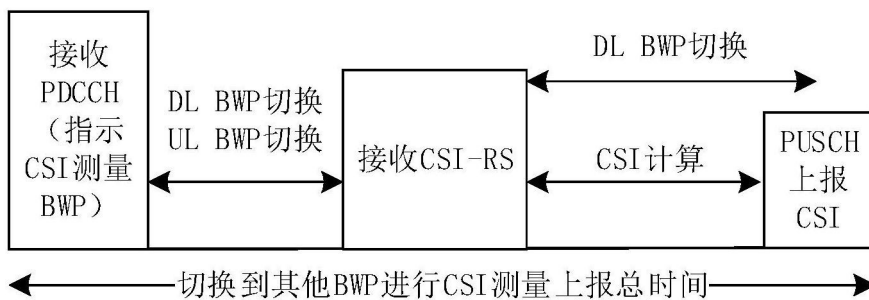 接收
PDCCH
（指示
CSI测量
BWP）
DL BWP切换
UL BWP切换
接收CSI-RS
DL BWP切换
CSI计算
PUSCH
上报
CSI
切换到其他BWP进行CSI测量上报总时间